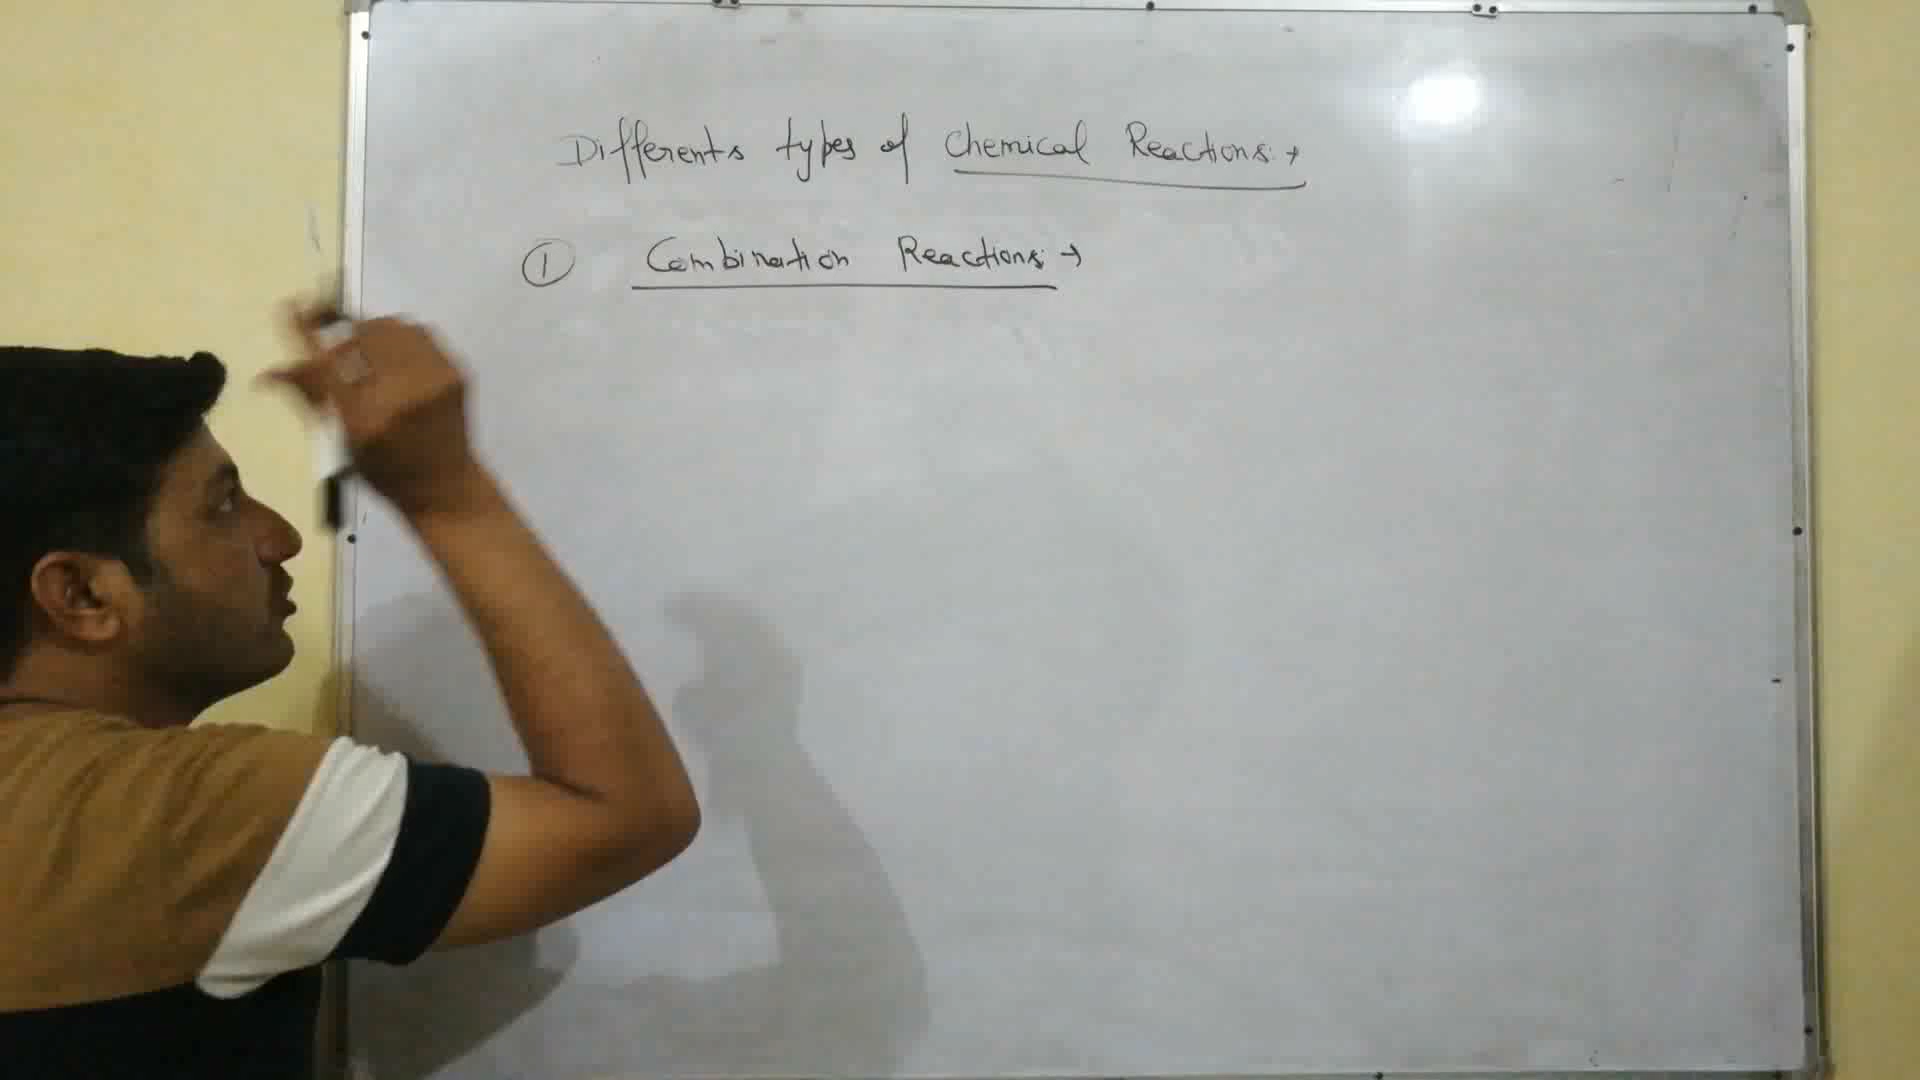 Differents types of Chemical Reactions:→
① Combination Reactions:→